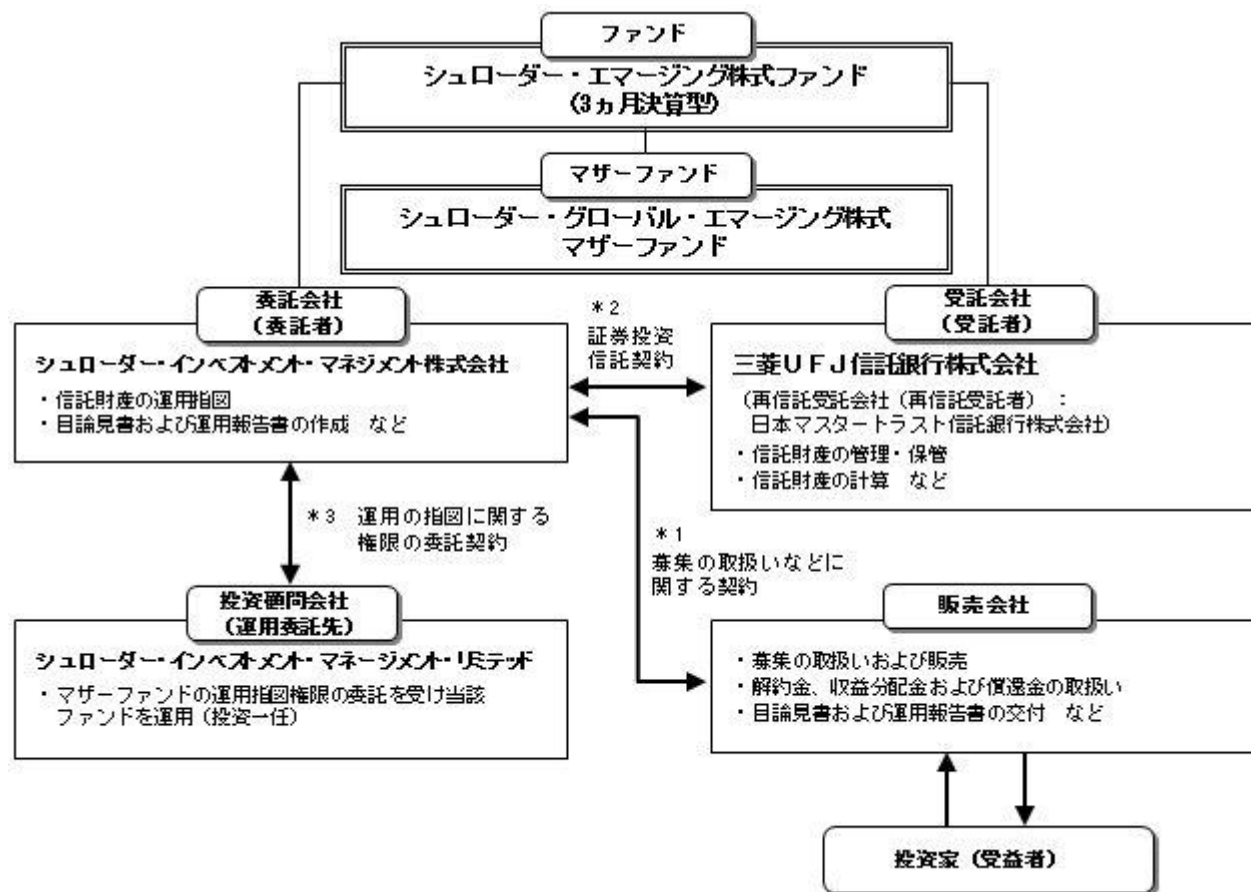 ファンド
シュローダー・エマージング株式ファンド
(3ヵ月決算型)
マザーファンド
シュローダー・グローバル・エマージング株式
マザーファンド
委託会社
(委託者)
シュローダー・インベストメント・マネジメント株式会社
・信託財産の運用指図
・目論見書および運用報告書の作成 など
＊2
証券投資
信託契約
受託会社
(受託者)
三菱ＵＦＪ信託銀行株式会社
(再信託受託会社（再信託受託者）：
日本マスタートラスト信託銀行株式会社)
・信託財産の管理・保管
・信託財産の計算 など
＊3 運用の指図に関する
権限の委託契約
＊1
募集の取扱いなどに
関する契約
投資顧問会社
(運用委託先)
シュローダー・インベストメント・マネージメント・リミテッド
・マザーファンドの運用指図権限の委託を受け当該
ファンドを運用（投資一任）
販売会社
・募集の取扱いおよび販売
・解約金、収益分配金および償還金の取扱い
・目論見書および運用報告書の交付 など
投資家（受益者）